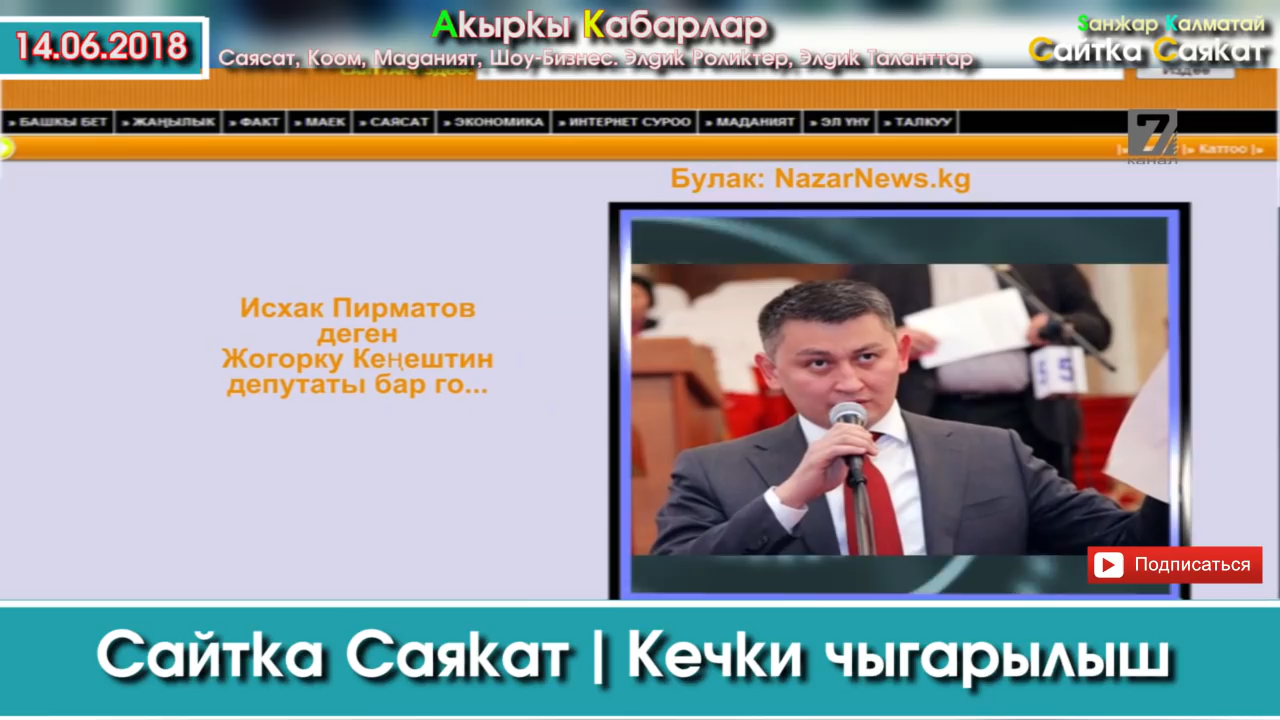 14.06.2018
Акыркы Кабарлар
Sанжар Калматай
Саясат, Коом, Маданият, Шоу-Бизнес. Элдик Роликтер, Элдик Таланттар
Сайтка Саякат
Издөө
» БАШКЫ БЕТ » ЖАҢЫЛЫК » ФАКТ » МАЕК » САЯСАТ » ЭКОНОМИКА » ИНТЕРНЕТ СУРОО » МАДАНИЯТ » ЭЛ ҮНҮ » ТАЛКУУ
7
канал
|» Каттоо |»
Булак: NazarNews.kg
Исхак Пирматов
деген
Жогорку Кеңештин
депутаты бар го...
Подписаться
Сайтка Саякат | Кечки чыгарылыш